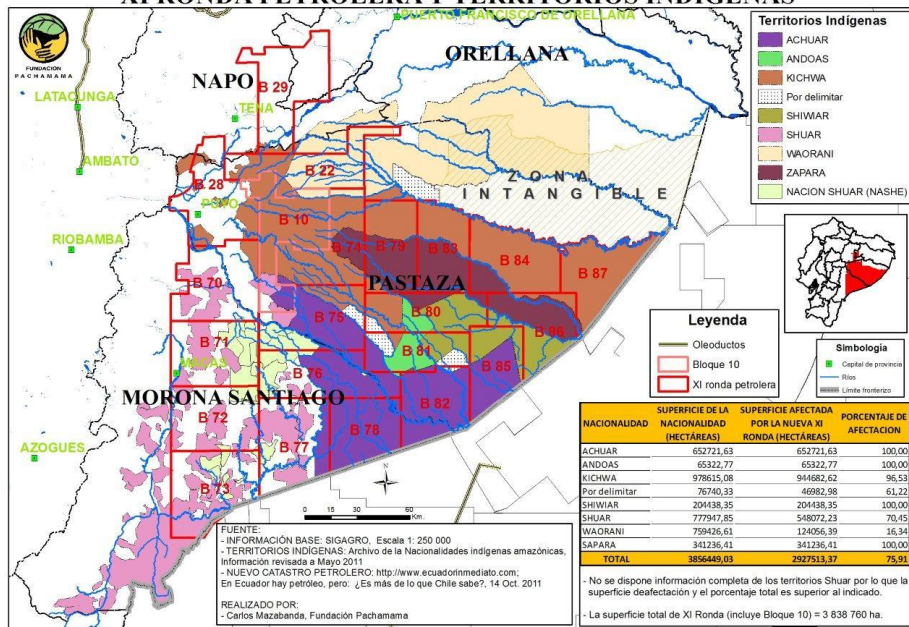 XI RONDA PETROLERA Y TERRITORIOS INDÍGENAS
FUNDACIÓN
PACHAMAMA
PUERTO FRANCISCO DE ORELLANA
ORELLANA
NAPO
B 29
LATACUNGA
TENA
AMBATO
B 28
B 22
ZONA
INTANGIBLE
PUYO
B 10
RIOBAMBA
B 74
B 79
B 83
B 84
B 87
PASTAZA
B 70
B 75
B 80
B 86
B 71
B 81
B 85
MACAS
B 76
MORONA SANTIAGO
B 82
B 72
B 78
B 77
AZOGUES
B 73
0 10 20 40 60 Km.
Territorios Indígenas
ACHUAR
ANDOAS
KICHWA
Por delimitar
SHIWIAR
SHUAR
WAORANI
ZAPARA
NACION SHUAR (NASHE)
Leyenda
Oleoductos
Bloque 10
XI ronda petrolera
Simbología
Capital de provincia
Ríos
Límite fronterizo
NACIONALIDAD SUPERFICIE DE LA NACIONALIDAD (HECTÁREAS) SUPERFICIE AFECTADA POR LA NUEVA XI RONDA (HECTÁREAS) PORCENTAJE DE AFECTACION
ACHUAR 652721,63 652721,63 100,00
ANDOAS 65322,77 65322,77 100,00
KICHWA 978615,08 944682,62 96,53
Por delimitar 76740,33 46982,98 61,22
SHIWIAR 204438,35 204438,35 100,00
SHUAR 777947,85 548072,23 70,45
WAORANI 759426,61 124056,39 16,34
SAPARA 341236,41 341236,41 100,00
TOTAL 3856449,03 2927513,37 75,91
- No se dispone información completa de los territorios Shuar por lo que la
superficie deafectación y el porcentaje total es superior al indicado.
- La superficie total de XI Ronda (incluye Bloque 10) = 3 838 760 ha.
FUENTE:
- INFORMACIÓN BASE: SIGAGRO, Escala 1: 250 000
- TERRITORIOS INDÍGENAS: Archivo de la Nacionalidades indígenas amazónicas,
Información revisada a Mayo 2011
- NUEVO CATASTRO PETROLERO: http://www.ecuadorinmediato.com;
En Ecuador hay petróleo, pero: ¿Es más de lo que Chile sabe?, 14 Oct. 2011
REALIZADO POR:
- Carlos Mazabanda, Fundación Pachamama